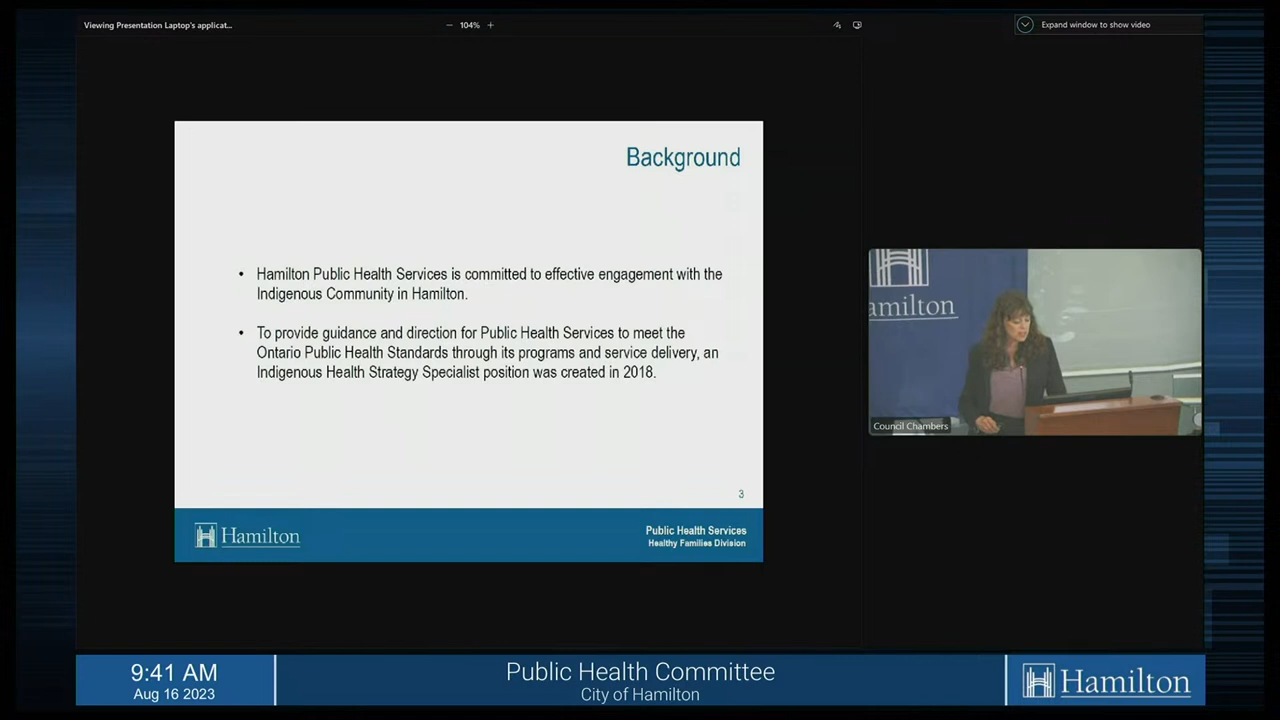 Viewing Presentation Laptop's applicat...
− 104% +
Expand window to show video
Background
• Hamilton Public Health Services is committed to effective engagement with the
Indigenous Community in Hamilton.
• To provide guidance and direction for Public Health Services to meet the
Ontario Public Health Standards through its programs and service delivery, an
Indigenous Health Strategy Specialist position was created in 2018.
3
Hamilton
Public Health Services
Healthy Families Division
amilton
Council Chambers
9:41 AM
Aug 16 2023
Public Health Committee
City of Hamilton
Hamilton